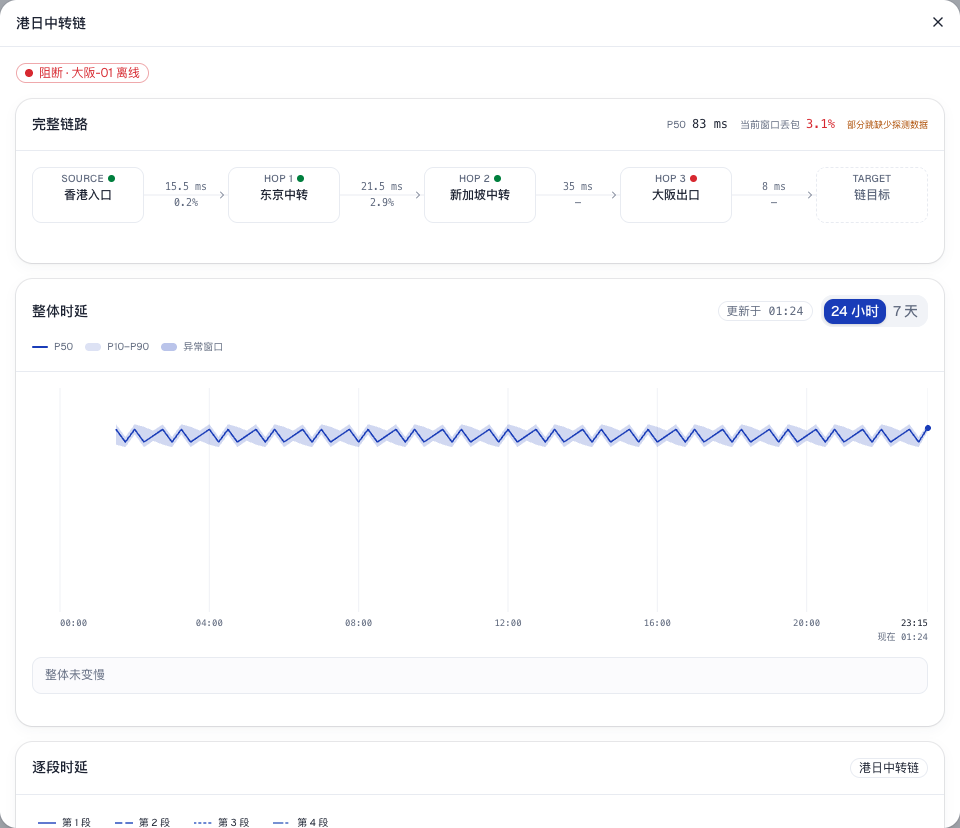 港日中转链
阻断 · 大阪-01 离线
完整链路
P50 83 ms 当前窗口丢包 3.1% 部分跳缺少探测数据
SOURCE
香港入口
15.5 ms
0.2%
HOP 1
东京中转
21.5 ms
2.9%
HOP 2
新加坡中转
35 ms
—
HOP 3
大阪出口
8 ms
—
TARGET
链目标
整体时延
更新于 01:24
24 小时 7 天
P50 P10–P90 异常窗口
00:00 04:00 08:00 12:00 16:00 20:00 23:15
现在 01:24
整体未变慢
逐段时延
港日中转链
第 1 段 第 2 段 第 3 段 第 4 段